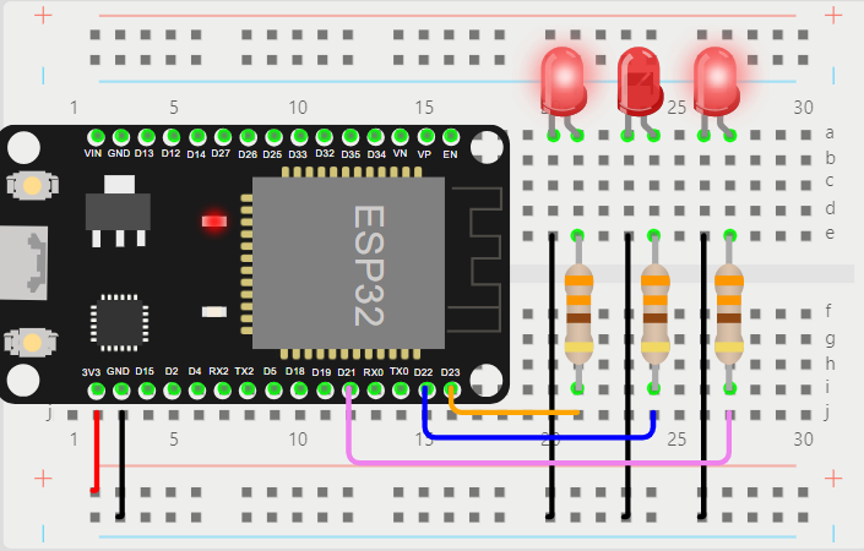 + +
1 5 10 15 25 30
a
VIN GND D13 D12 D14 D27 D26 D25 D33 D32 D35 D34 VN VP EN
b
c
d
e
ESP32
f
g
h
3V3 GND D15 D2 D4 RX2 TX2 D5 D18 D19 D21 RX0 TX0 D22 D23
i
j j
1 5 10 15 20 25 30
+ +